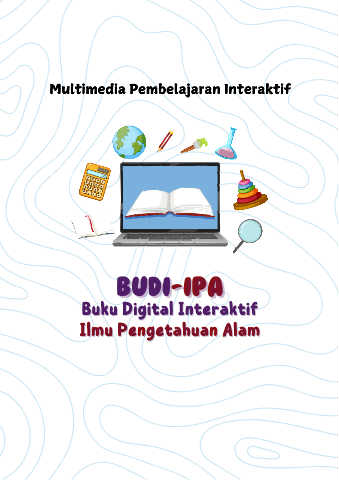 Multimedia Pembelajaran Interaktif
BUDI-IPA
Buku Digital Interaktif
Ilmu Pengetahuan Alam